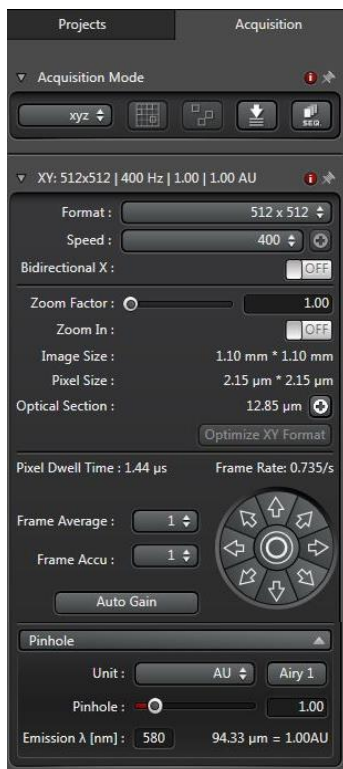 Projects Acquisition
Acquisition Mode
xyz SEQ.
XY: 512x512 | 400 Hz | 1.00 | 1.00 AU
Format : 512 x 512
Speed : 400
Bidirectional X : OFF
Zoom Factor : 1.00
Zoom In : OFF
Image Size : 1.10 mm * 1.10 mm
Pixel Size : 2.15 µm * 2.15 µm
Optical Section : 12.85 µm
Optimize XY Format
Pixel Dwell Time : 1.44 µs Frame Rate: 0.735/s
Frame Average : 1
Frame Accu : 1
Auto Gain
Pinhole
Unit : AU Airy 1
Pinhole : 1.00
Emission λ [nm] : 580 94.33 µm = 1.00AU